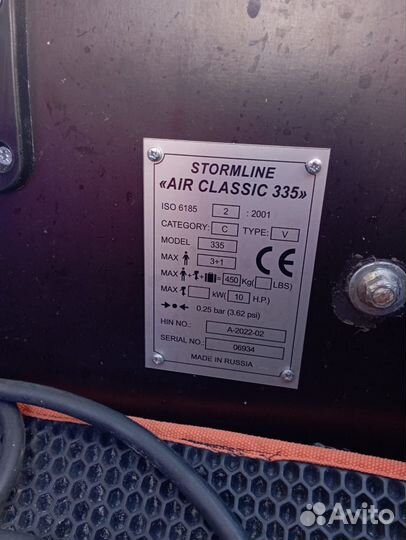 STORMLINE
«AIR CLASSIC 335»
ISO 6185 2 : 2001
CATEGORY: C TYPE: V
MODEL 335
MAX 3+1
MAX + + = 450 Kg( LBS)
MAX kW( 10 H.P.)
0.25 bar (3.62 psi)
HIN NO.: A-2022-02
SERIAL NO.: 06934
MADE IN RUSSIA
CE
Avito